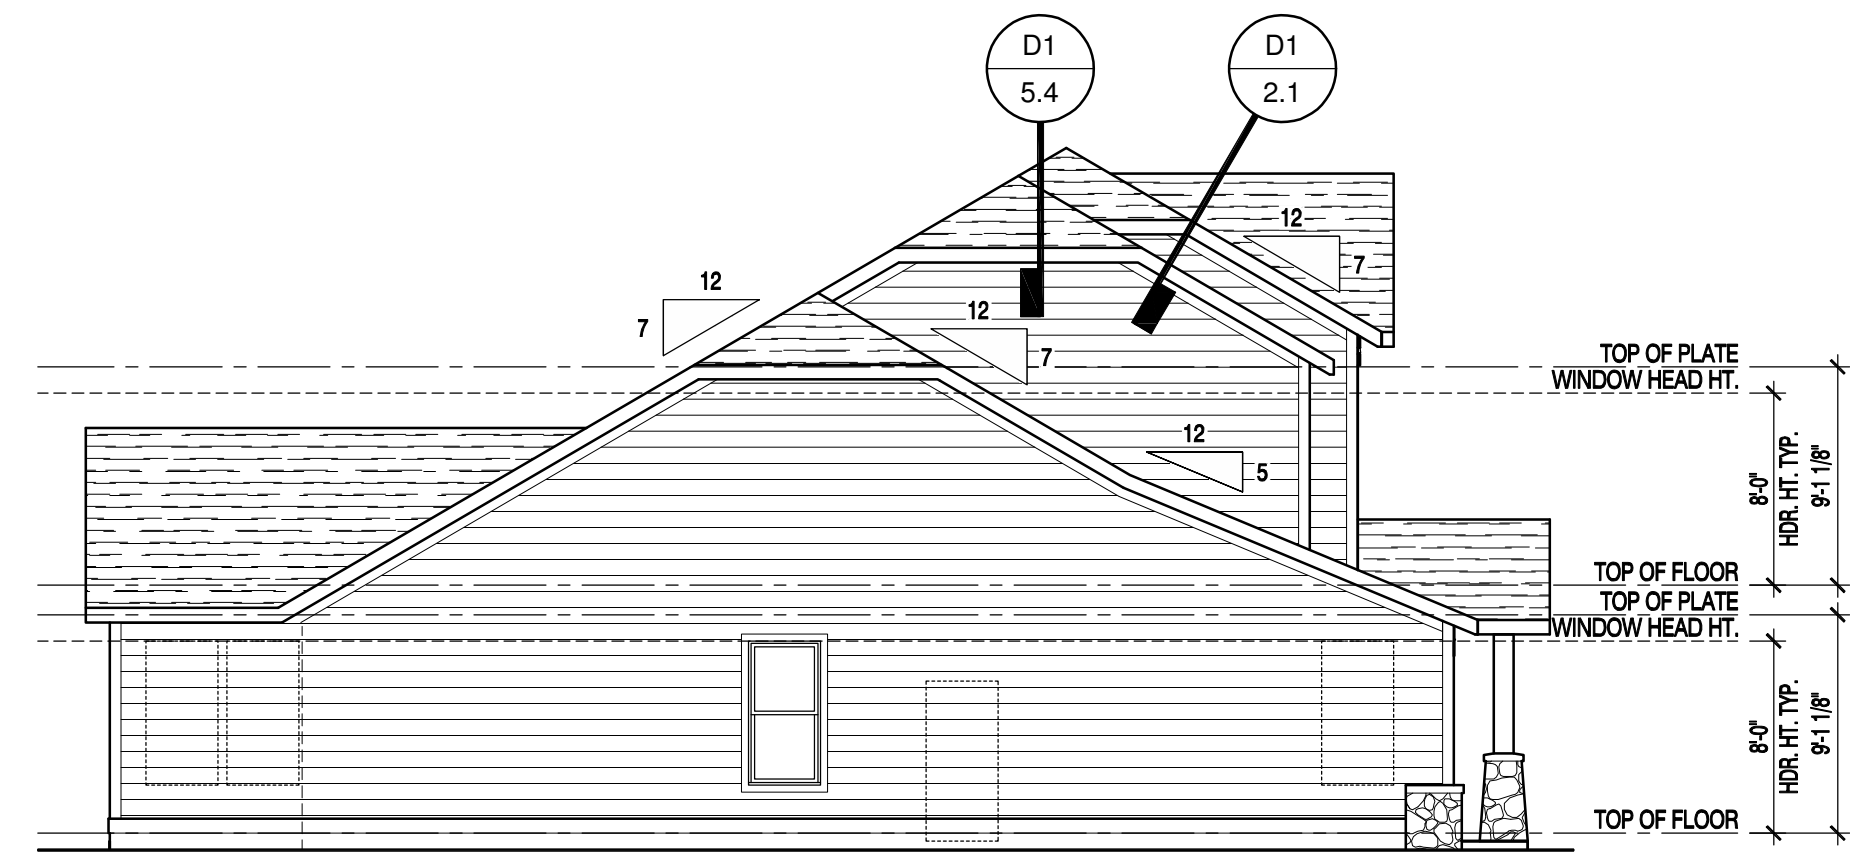 D1
5.4
D1
2.1
12
7
12
7
12
7
12
5
TOP OF PLATE
WINDOW HEAD HT.
8'-0"
HDR. HT. TYP.
9'-1 1/8"
TOP OF FLOOR
TOP OF PLATE
WINDOW HEAD HT.
8'-0"
HDR. HT. TYP.
9'-1 1/8"
TOP OF FLOOR